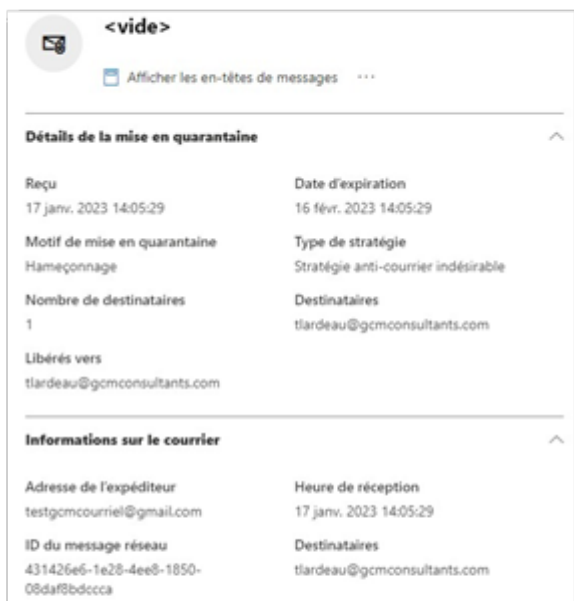 <vide>
Afficher les en-têtes de messages ...
Détails de la mise en quarantaine
Reçu
17 janv. 2023 14:05:29
Date d'expiration
16 févr. 2023 14:05:29
Motif de mise en quarantaine
Hameçonnage
Type de stratégie
Stratégie anti-courrier indésirable
Nombre de destinataires
1
Destinataires
tlardeau@gcmconsultants.com
Libérés vers
tlardeau@gcmconsultants.com
Informations sur le courrier
Adresse de l'expéditeur
testgcmcourriel@gmail.com
Heure de réception
17 janv. 2023 14:05:29
ID du message réseau
431426e6-1e28-4ee8-1850-
08daf8bdccca
Destinataires
tlardeau@gcmconsultants.com